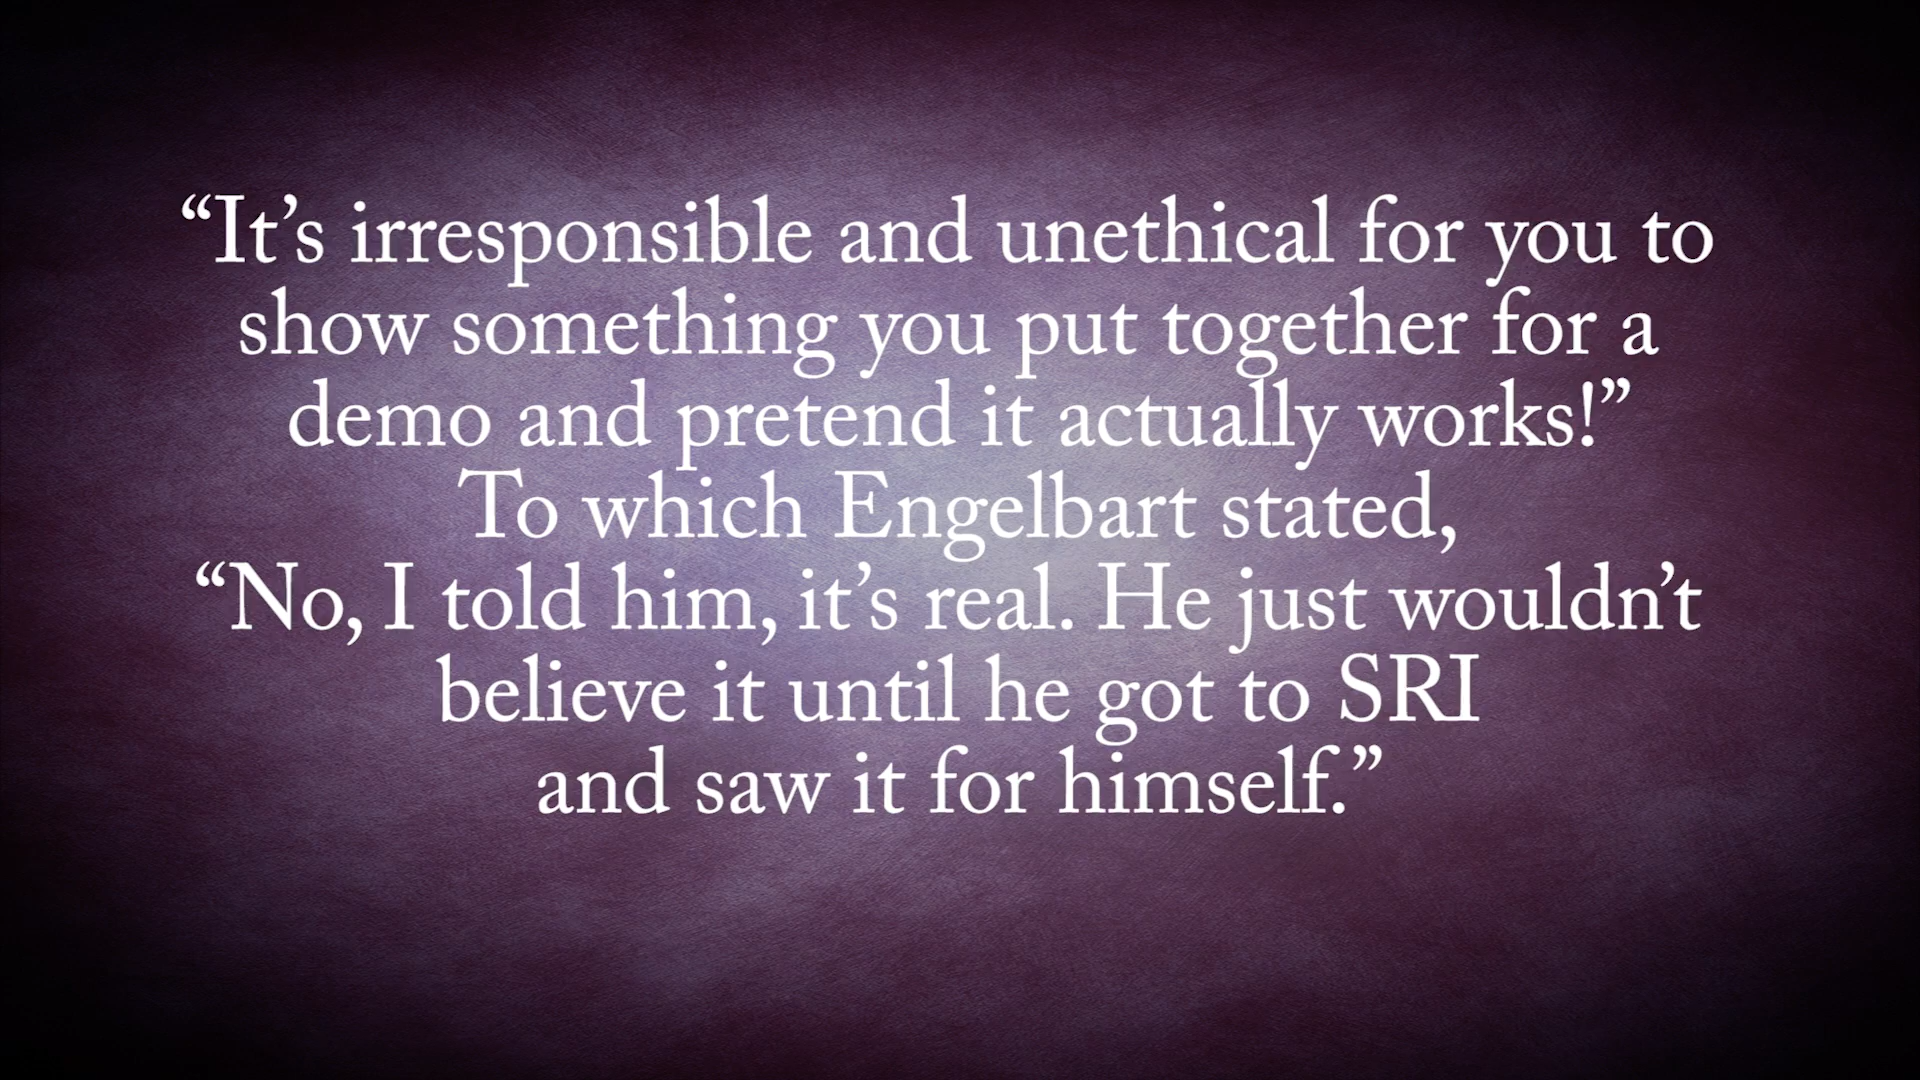 “It’s irresponsible and unethical for you to
show something you put together for a
demo and pretend it actually works!”
To which Engelbart stated,
“No, I told him, it’s real. He just wouldn’t
believe it until he got to SRI
and saw it for himself.”